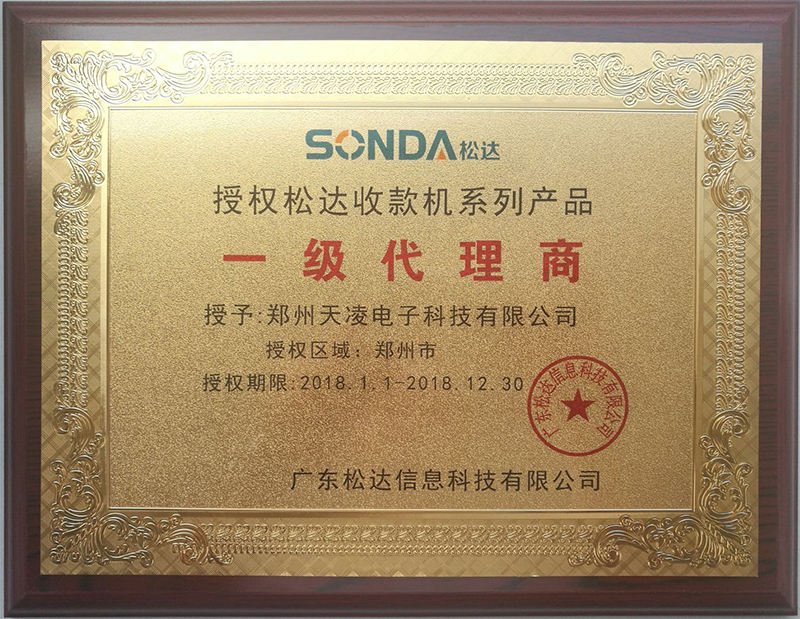 SONDA松达
授权松达收款机系列产品
一级代理商
授予:郑州天凌电子科技有限公司
授权区域：郑州市
授权期限:2018.1.1-2018.12.30
广东松达信息科技有限公司
广东松达信息科技有限公司